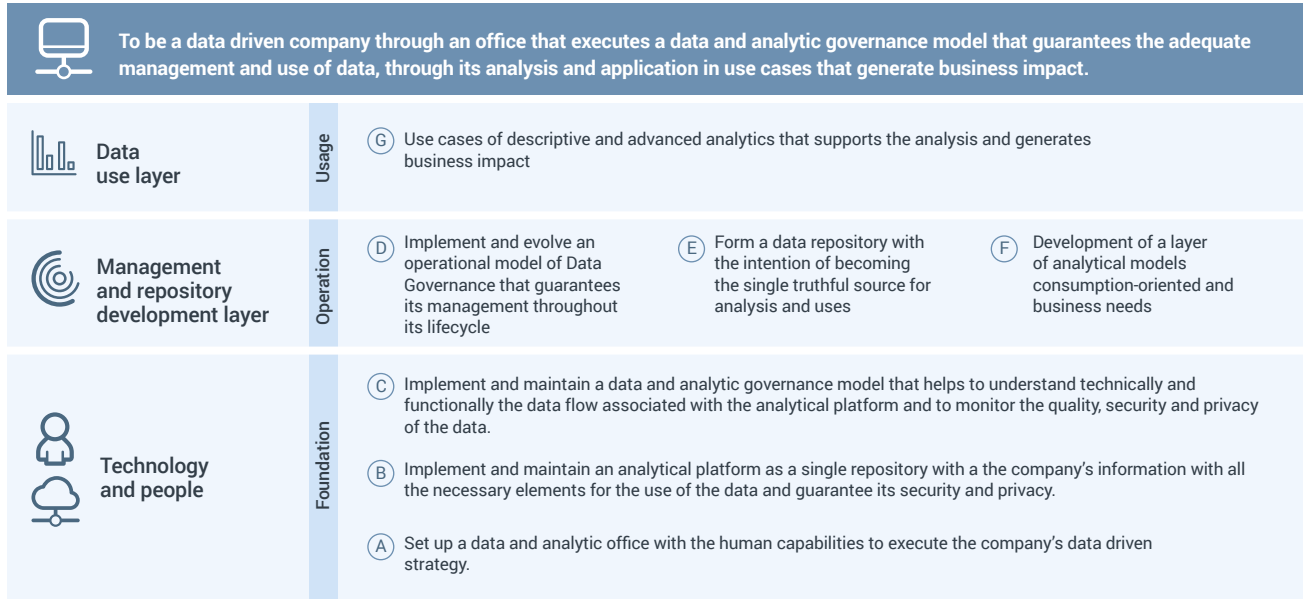 To be a data driven company through an office that executes a data and analytic governance model that guarantees the adequate
management and use of data, through its analysis and application in use cases that generate business impact.
Data
use layer
Usage
G Use cases of descriptive and advanced analytics that supports the analysis and generates
business impact
Management
and repository
development layer
Operation
D Implement and evolve an
operational model of Data
Governance that guarantees
its management throughout
its lifecycle
E Form a data repository with
the intention of becoming
the single truthful source for
analysis and uses
F Development of a layer
of analytical models
consumption-oriented and
business needs
Technology
and people
Foundation
C Implement and maintain a data and analytic governance model that helps to understand technically and
functionally the data flow associated with the analytical platform and to monitor the quality, security and privacy
of the data.
B Implement and maintain an analytical platform as a single repository with a the company's information with all
the necessary elements for the use of the data and guarantee its security and privacy.
A Set up a data and analytic office with the human capabilities to execute the company's data driven
strategy.